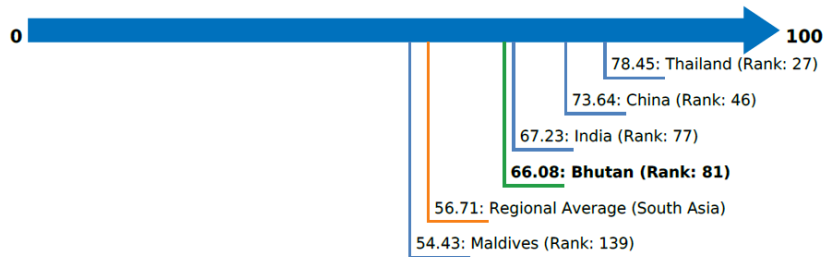 0
100
78.45: Thailand (Rank: 27)
73.64: China (Rank: 46)
67.23: India (Rank: 77)
66.08: Bhutan (Rank: 81)
56.71: Regional Average (South Asia)
54.43: Maldives (Rank: 139)